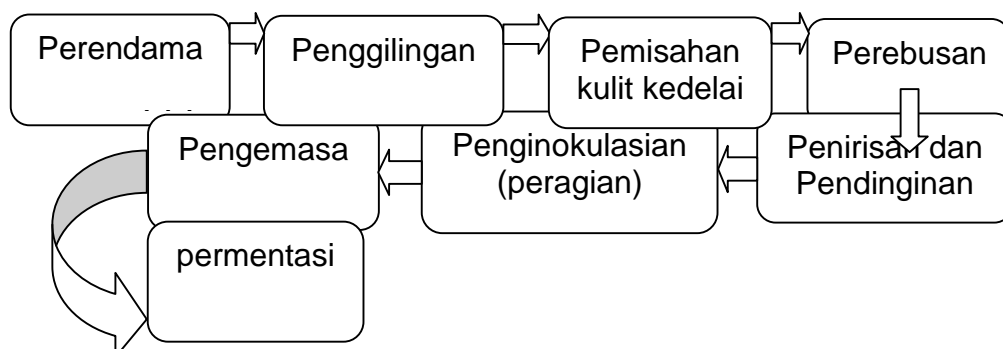 Perendama
Penggilingan
Pemisahan
kulit kedelai
Perebusan
Penirisan dan
Pendinginan
Penginokulasian
(peragian)
Pengemasa
permentasi